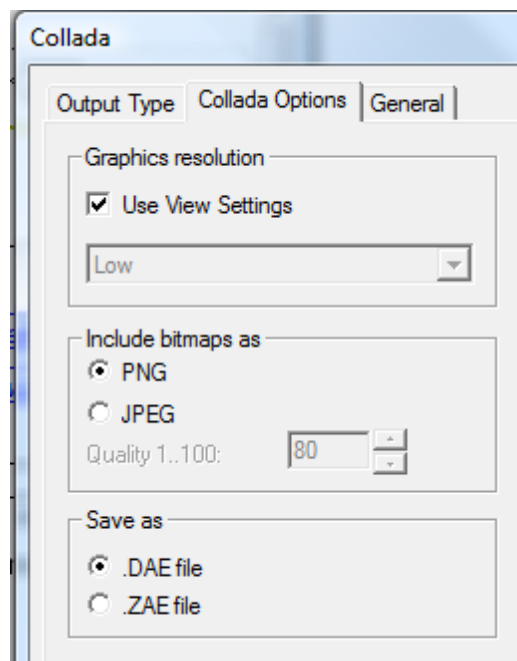 Collada
Output Type Collada Options General
Graphics resolution
Use View Settings
Low
Include bitmaps as
PNG
JPEG
Quality 1..100: 80
Save as
.DAE file
.ZAE file